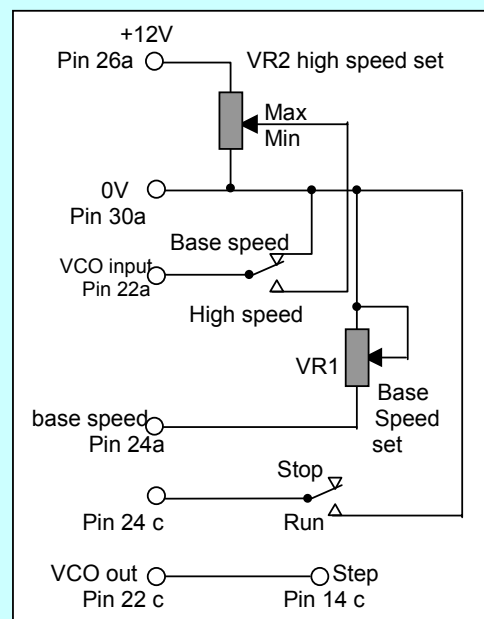 +12V
Pin 26a
VR2 high speed set
Max
Min
0V
Pin 30a
Base speed
VCO input
Pin 22a
High speed
VR1
Base
Speed
set
base speed
Pin 24a
Stop
Pin 24 c
Run
VCO out
Step
Pin 22 c
Pin 14 c